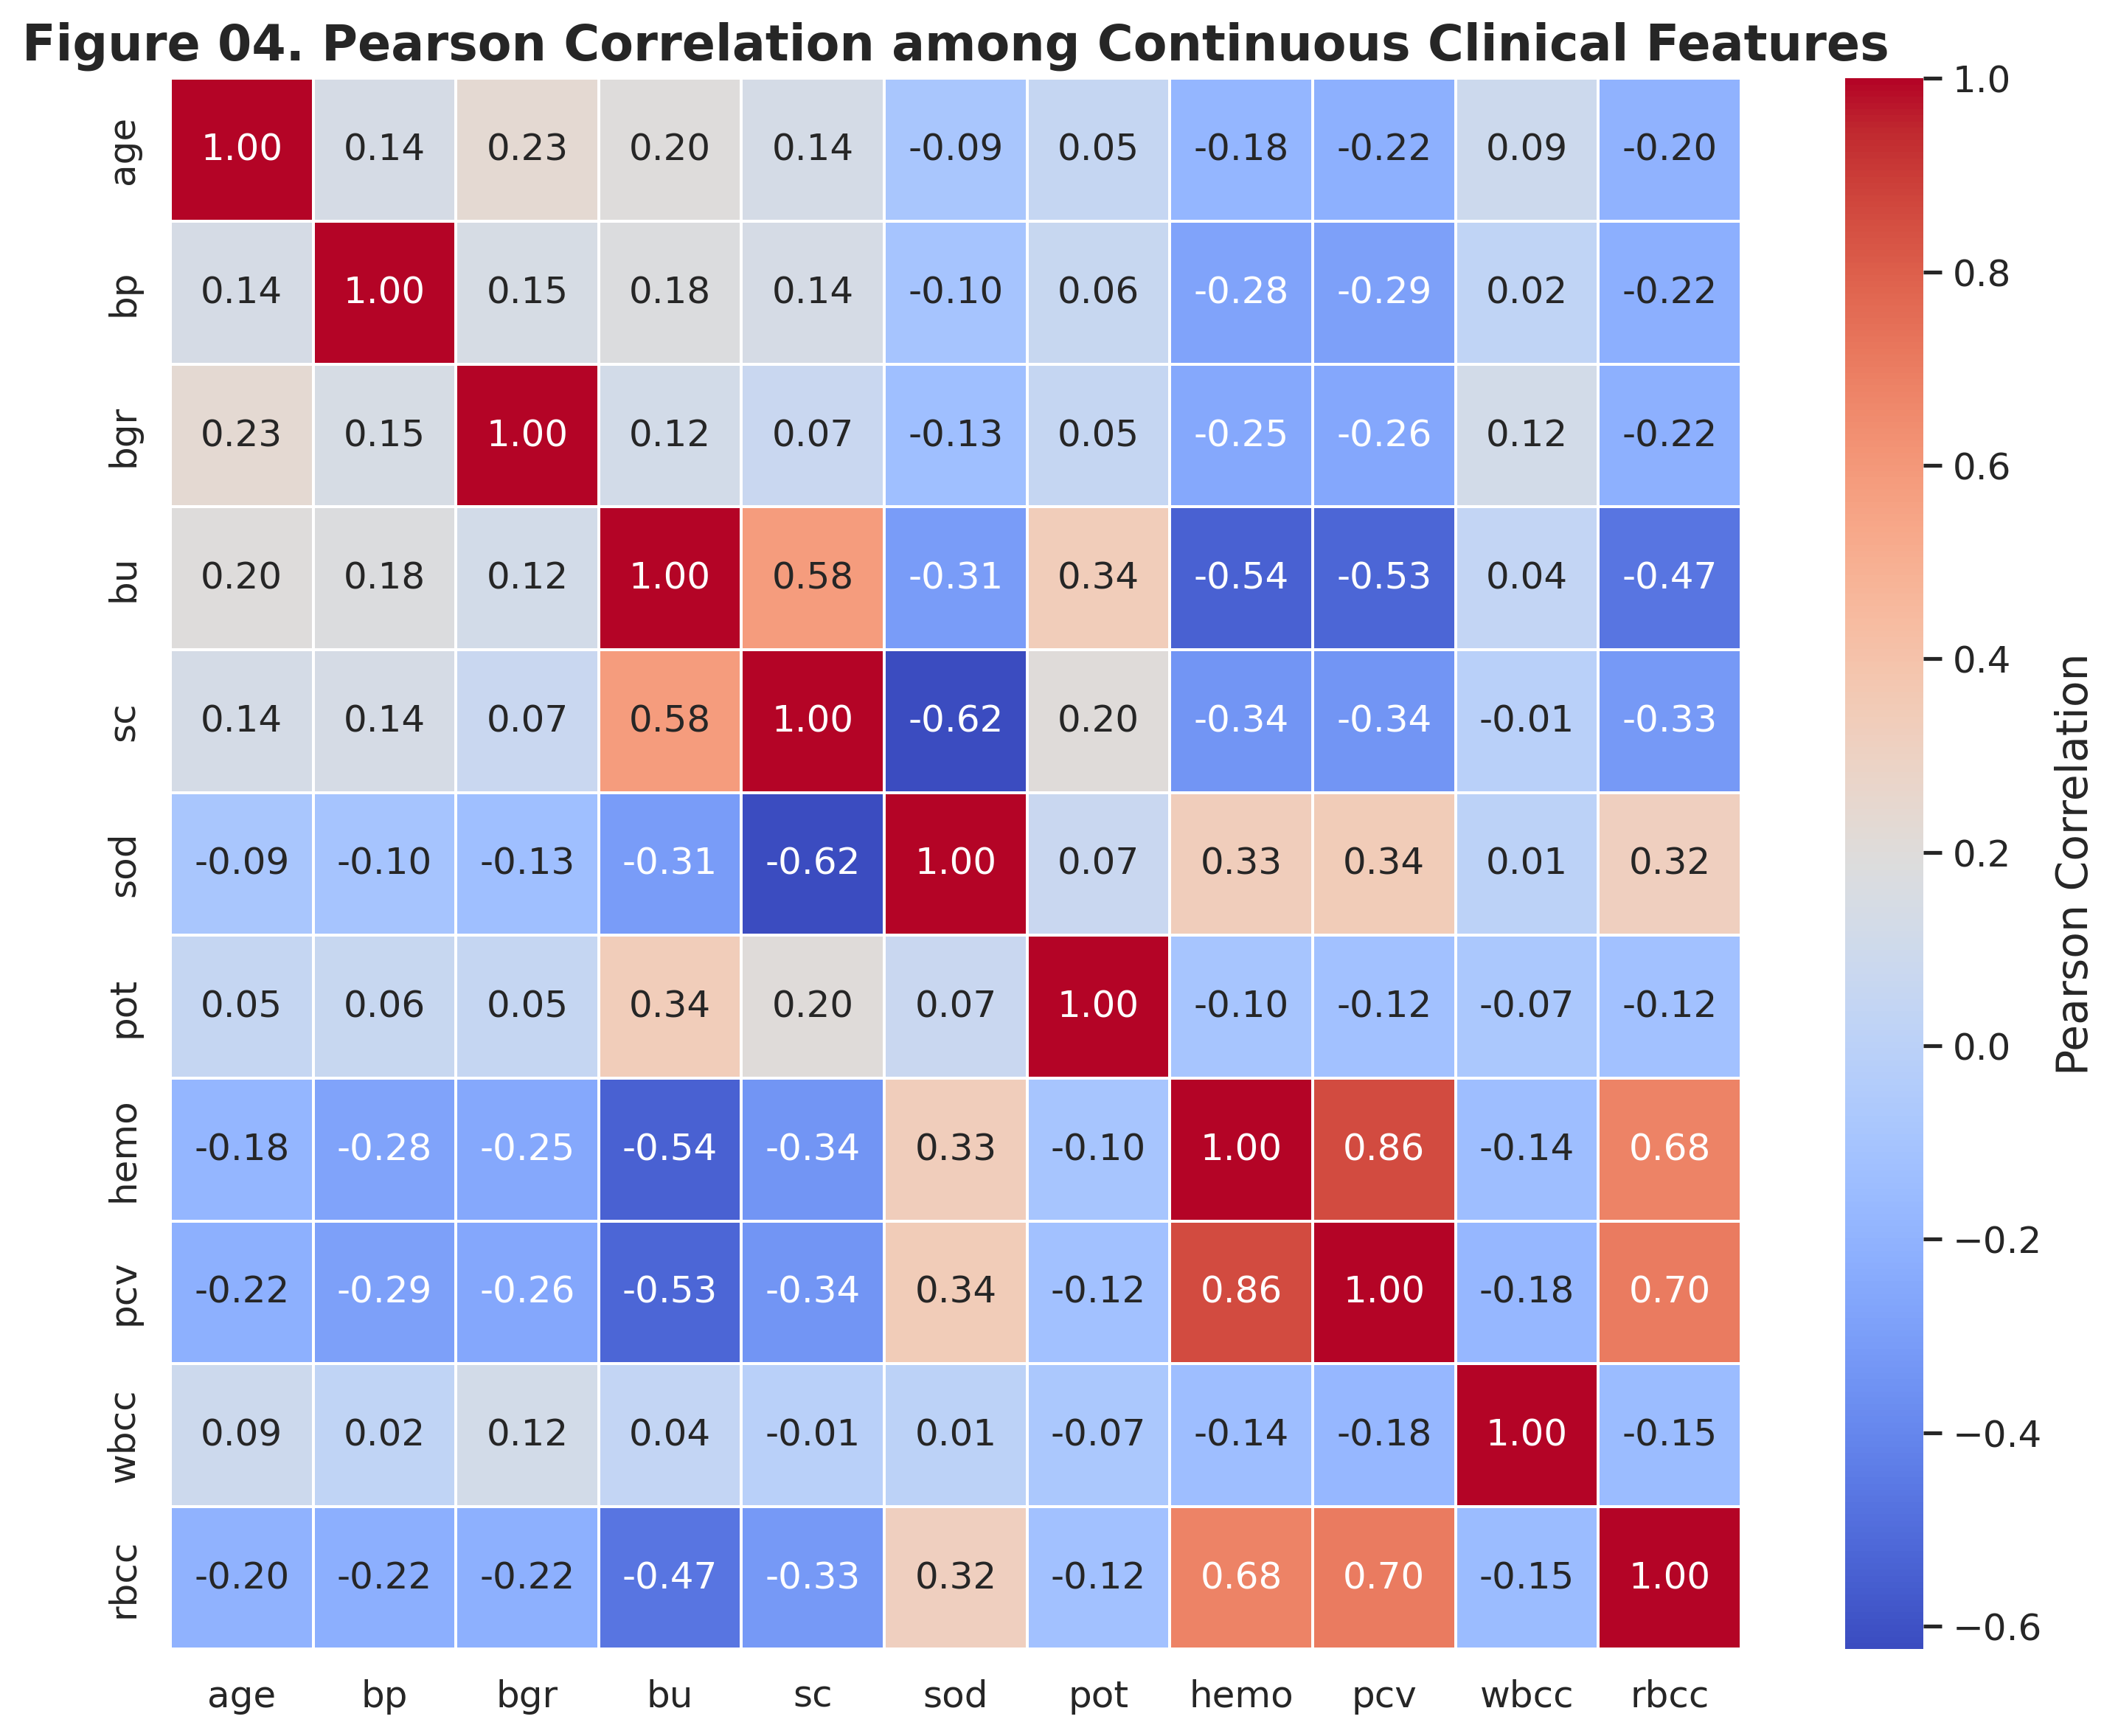 Figure 04. Pearson Correlation among Continuous Clinical Features
age 1.00 0.14 0.23 0.20 0.14 -0.09 0.05 -0.18 -0.22 0.09 -0.20
bp 0.14 1.00 0.15 0.18 0.14 -0.10 0.06 -0.28 -0.29 0.02 -0.22
bgr 0.23 0.15 1.00 0.12 0.07 -0.13 0.05 -0.25 -0.26 0.12 -0.22
bu 0.20 0.18 0.12 1.00 0.58 -0.31 0.34 -0.54 -0.53 0.04 -0.47
sc 0.14 0.14 0.07 0.58 1.00 -0.62 0.20 -0.34 -0.34 -0.01 -0.33
sod -0.09 -0.10 -0.13 -0.31 -0.62 1.00 0.07 0.33 0.34 0.01 0.32
pot 0.05 0.06 0.05 0.34 0.20 0.07 1.00 -0.10 -0.12 -0.07 -0.12
hemo -0.18 -0.28 -0.25 -0.54 -0.34 0.33 -0.10 1.00 0.86 -0.14 0.68
pcv -0.22 -0.29 -0.26 -0.53 -0.34 0.34 -0.12 0.86 1.00 -0.18 0.70
wbcc 0.09 0.02 0.12 0.04 -0.01 0.01 -0.07 -0.14 -0.18 1.00 -0.15
rbcc -0.20 -0.22 -0.22 -0.47 -0.33 0.32 -0.12 0.68 0.70 -0.15 1.00
age bp bgr bu sc sod pot hemo pcv wbcc rbcc
1.0
0.8
0.6
0.4
0.2
0.0
−0.2
−0.4
−0.6
Pearson Correlation